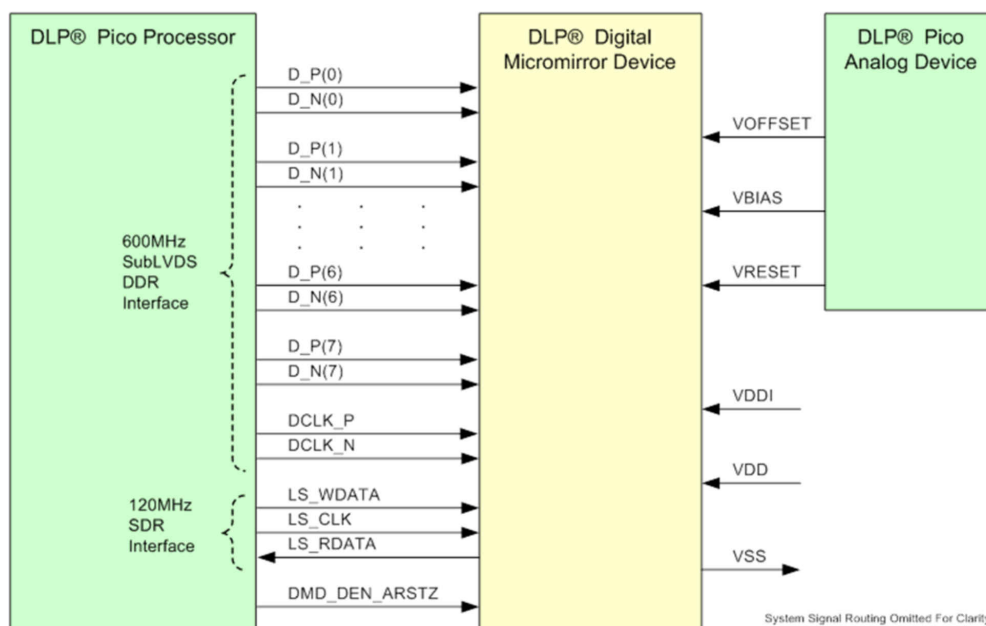 DLP® Pico Processor
DLP® Digital
Micromirror Device
DLP® Pico
Analog Device
D_P(0)
D_N(0)
D_P(1)
D_N(1)
. . .
. . .
. . .
D_P(6)
D_N(6)
D_P(7)
D_N(7)
DCLK_P
DCLK_N
600MHz
SubLVDS
DDR
Interface
LS_WDATA
LS_CLK
LS_RDATA
120MHz
SDR
Interface
DMD_DEN_ARSTZ
VOFFSET
VBIAS
VRESET
VDDI
VDD
VSS
System Signal Routing Omitted For Clarity